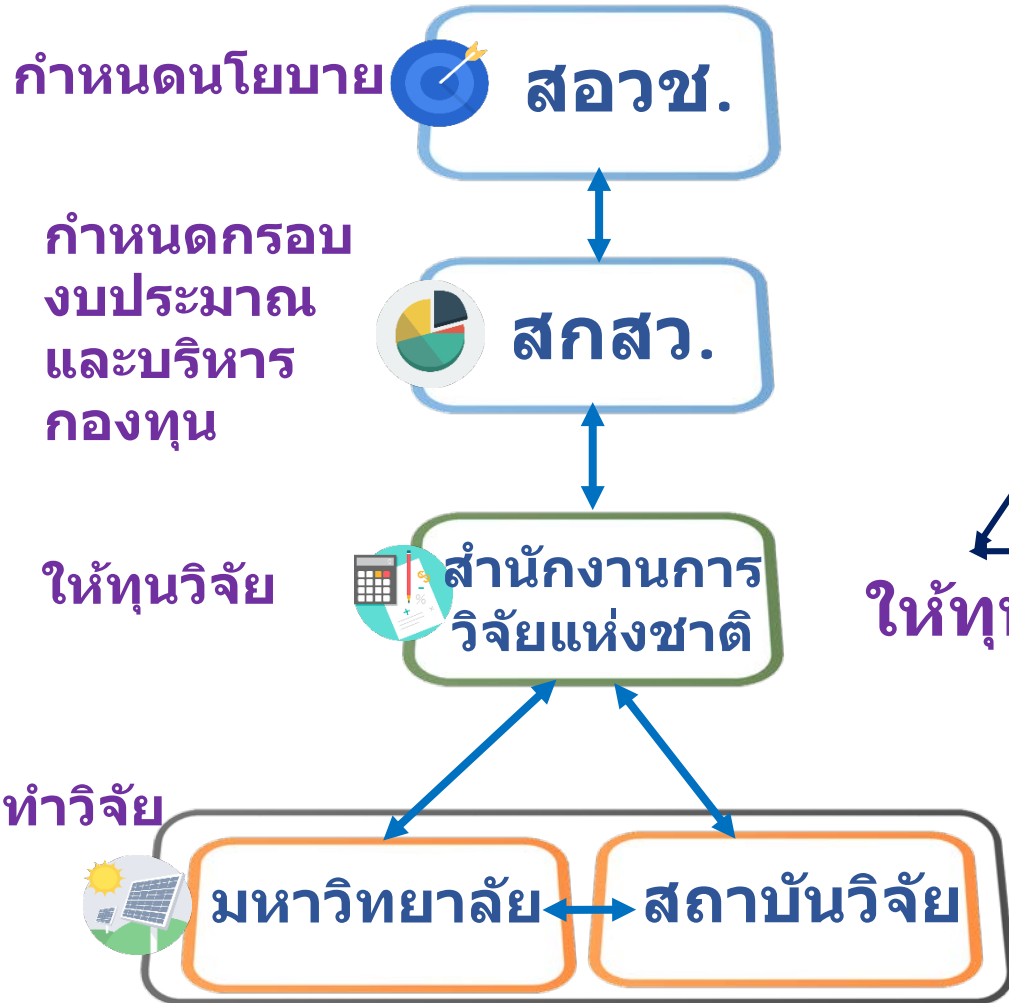 กำหนดนโยบาย
สอวช.
กำหนดกรอบ
งบประมาณ
และบริหาร
กองทุน
สกสว.
ให้ทุนวิจัย
สำนักงานการ
วิจัยแห่งชาติ
ให้ทุ
ทำวิจัย
มหาวิทยาลัย
สถาบันวิจัย